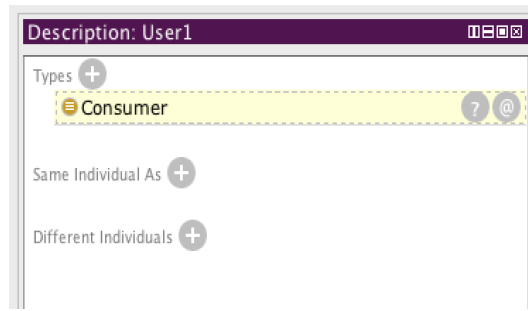 Description: User1
Types +
Consumer ? @
Same Individual As +
Different Individuals +